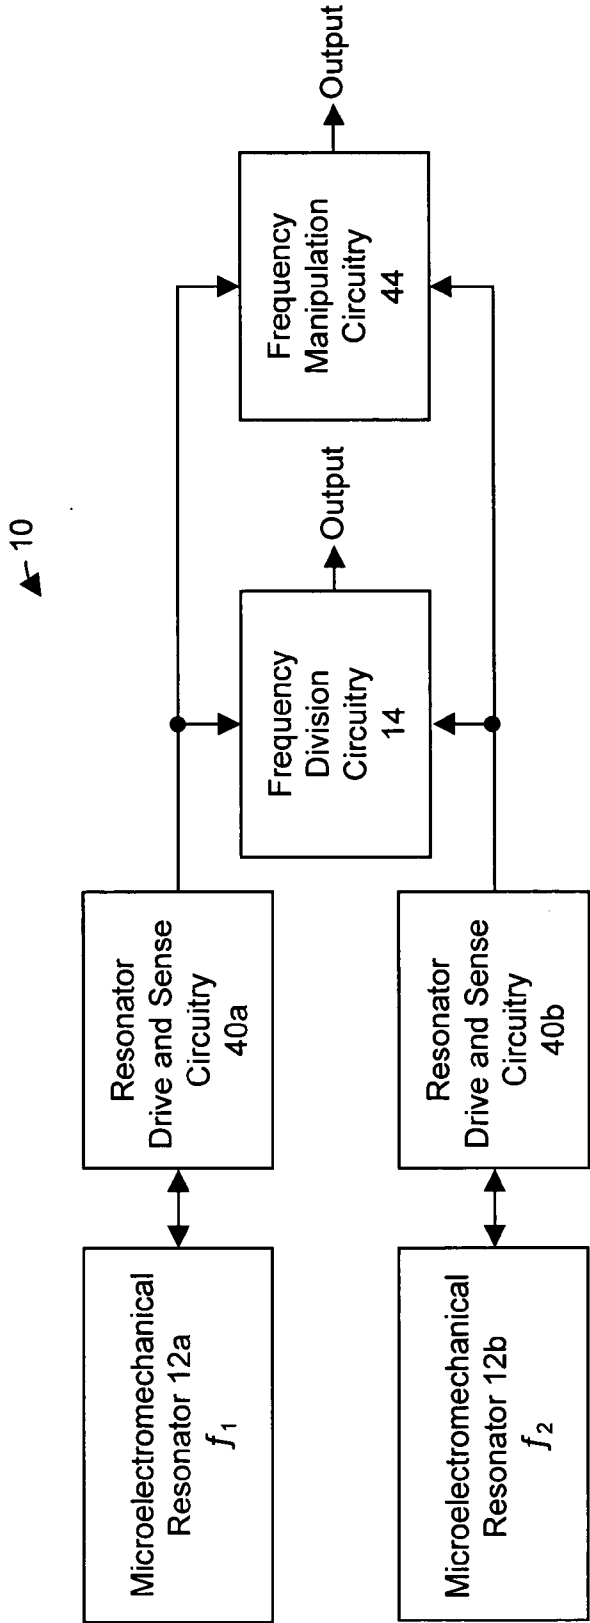 10
Microelectromechanical
Resonator 12a
f1
Resonator
Drive and Sense
Circuitry
40a
Frequency
Division
Circuitry
14
Output
Frequency
Manipulation
Circuitry
44
Output
Microelectromechanical
Resonator 12b
f2
Resonator
Drive and Sense
Circuitry
40b